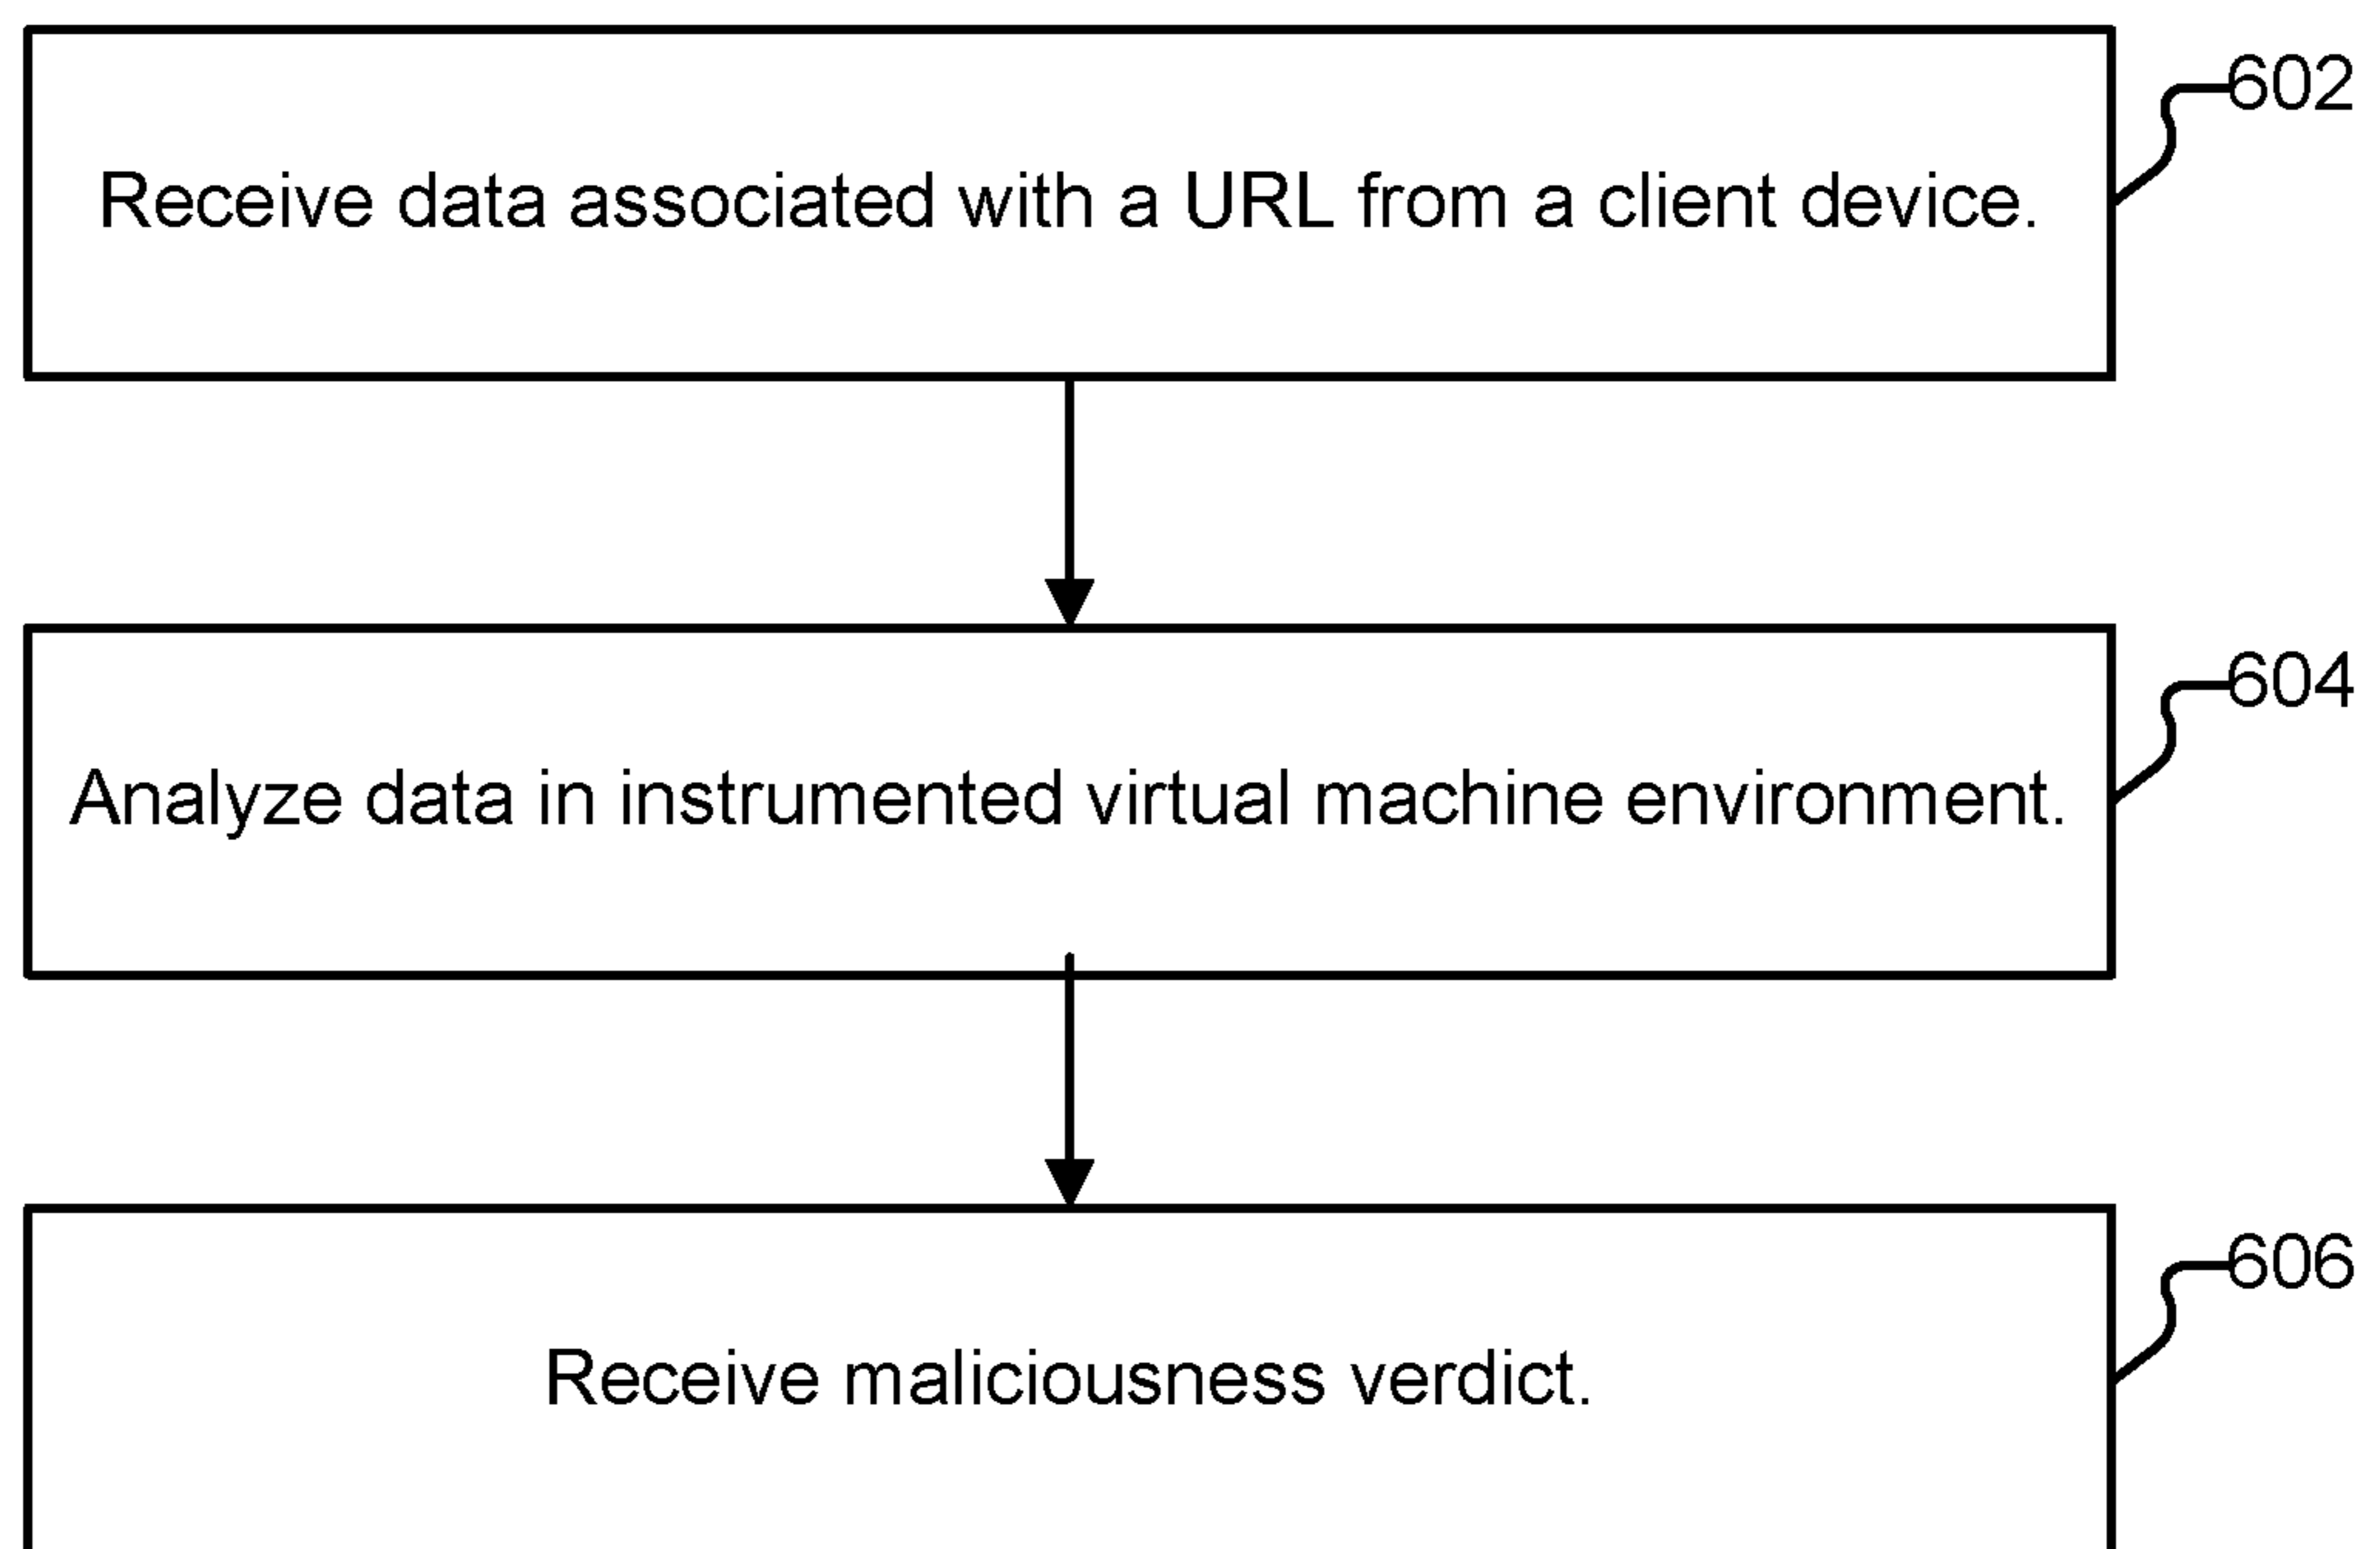 602
Receive data associated with a URL from a client device.
604
Analyze data in instrumented virtual machine environment.
606
Receive maliciousness verdict.